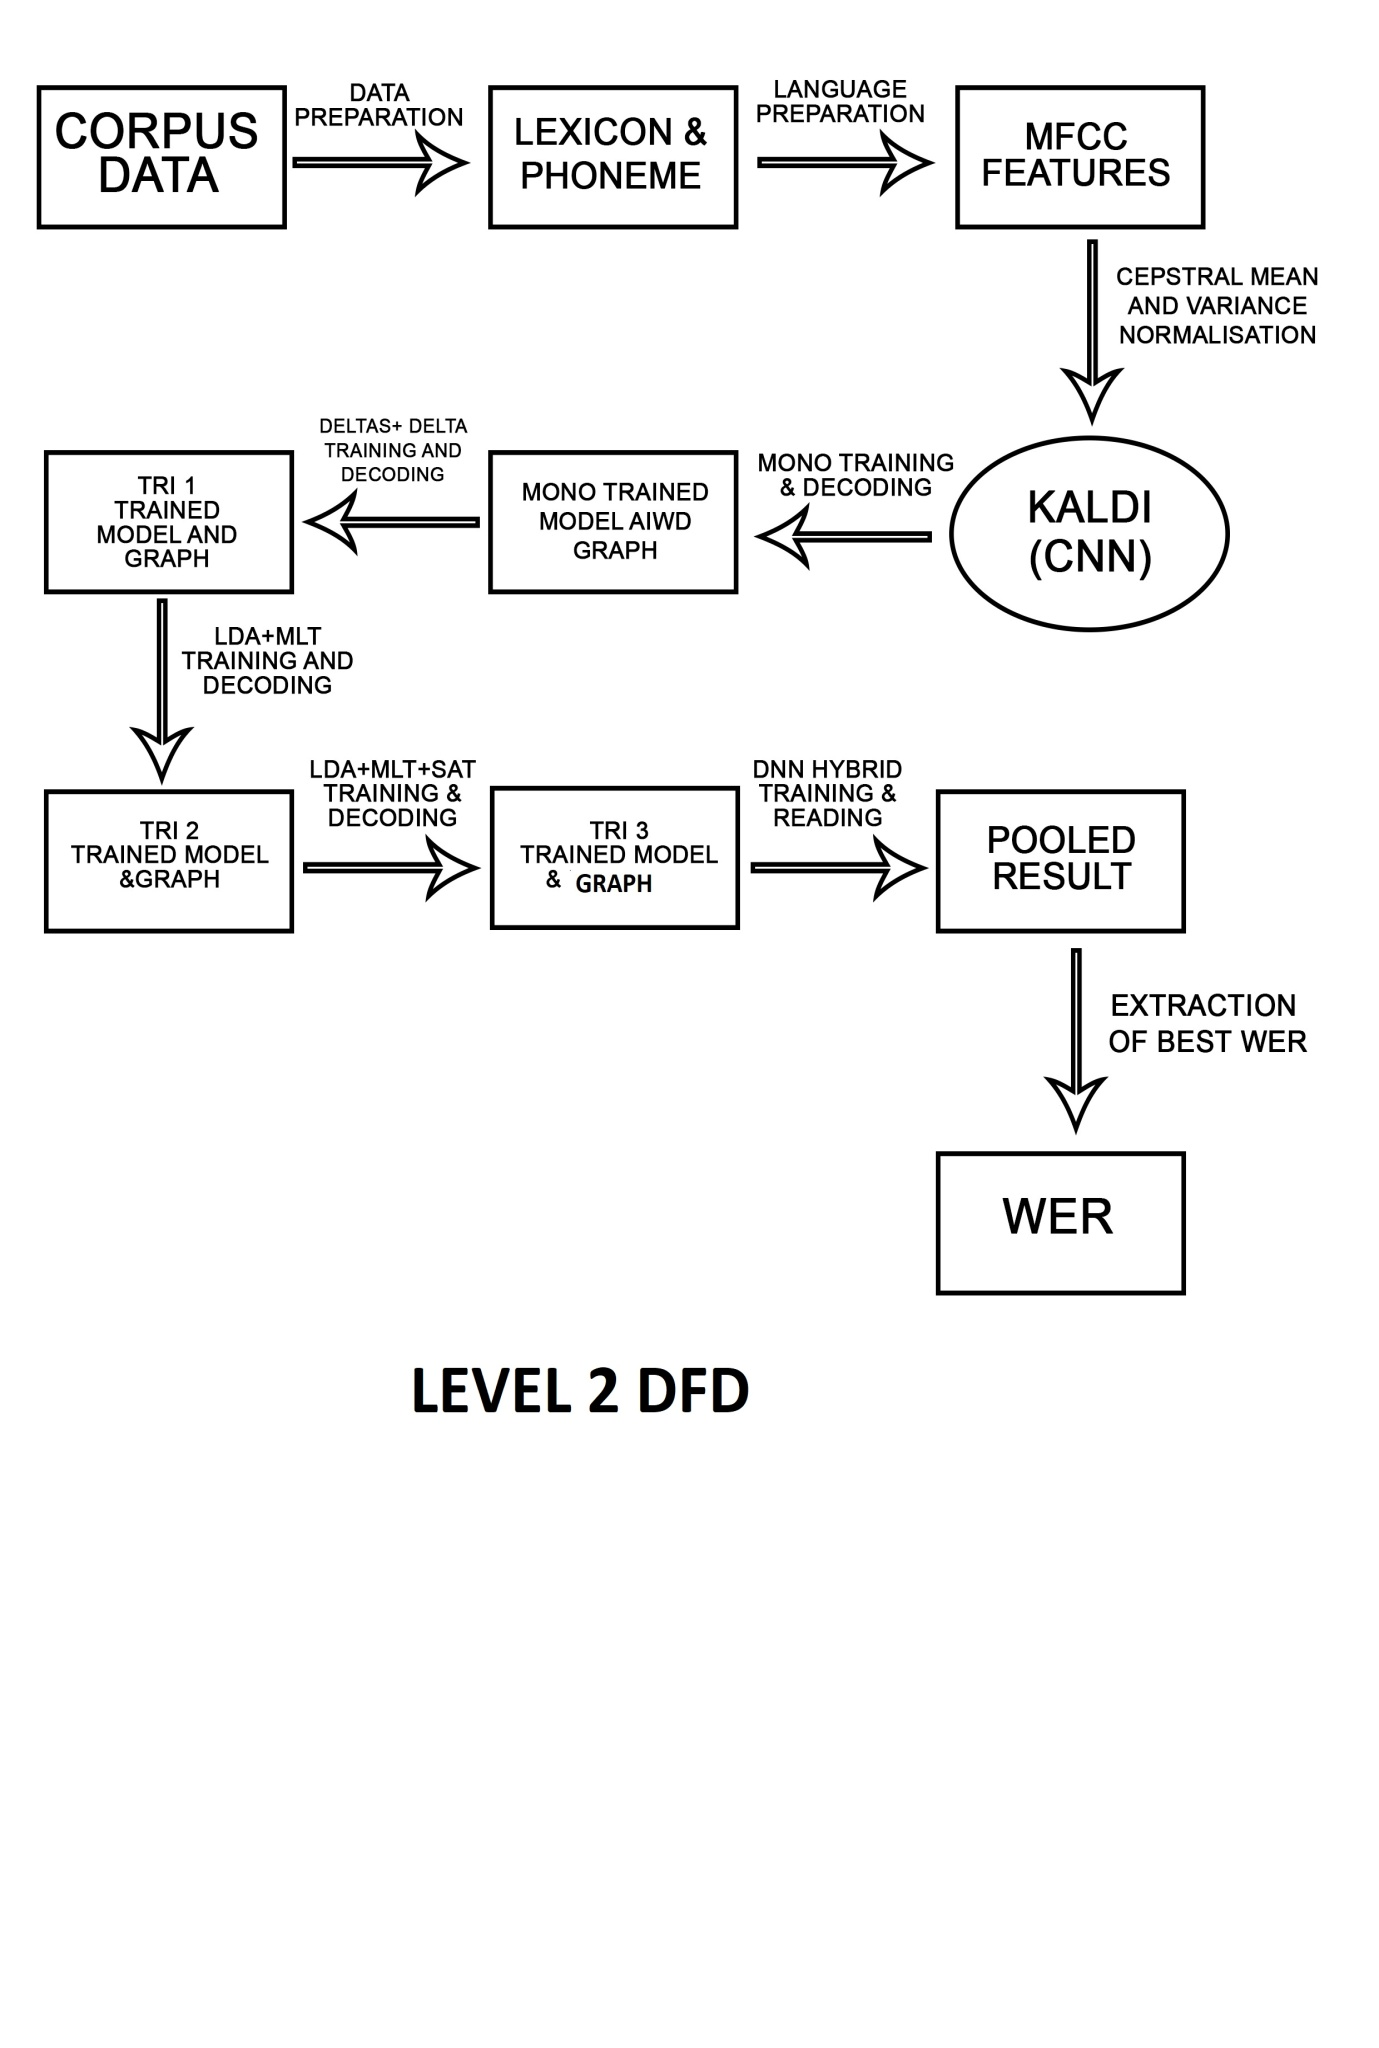 CORPUS
DATA
DATA
PREPARATION
LEXICON &
PHONEME
LANGUAGE
PREPARATION
MFCC
FEATURES
CEPSTRAL MEAN
AND VARIANCE
NORMALISATION
KALDI
(CNN)
MONO TRAINING
& DECODING
MONO TRAINED
MODEL AIWD
GRAPH
DELTAS+ DELTA
TRAINING AND
DECODING
TRI 1
TRAINED
MODEL AND
GRAPH
LDA+MLT
TRAINING AND
DECODING
TRI 2
TRAINED MODEL
&GRAPH
LDA+MLT+SAT
TRAINING &
DECODING
TRI 3
TRAINED MODEL
& GRAPH
DNN HYBRID
TRAINING &
READING
POOLED
RESULT
EXTRACTION
OF BEST WER
WER
LEVEL 2 DFD